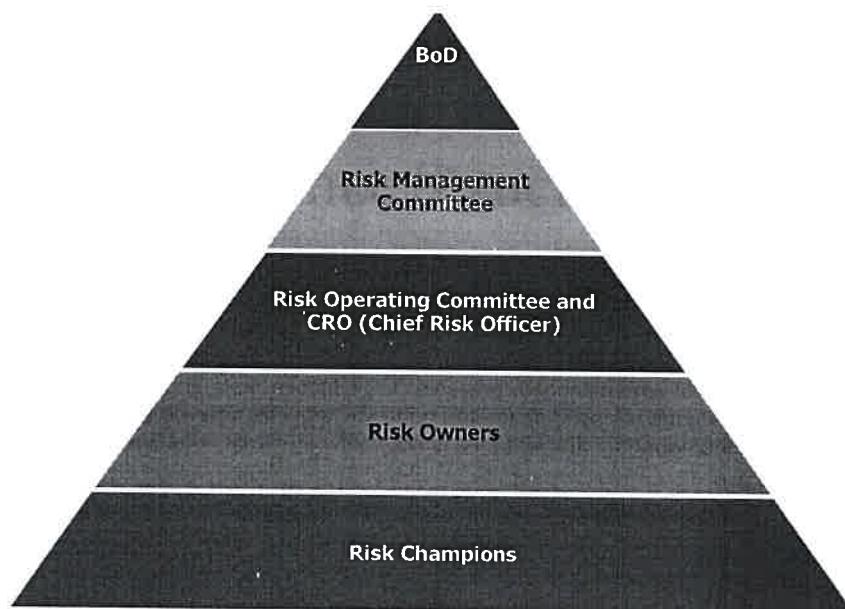 BoD
Risk Management
Committee
Risk Operating Committee and
CRO (Chief Risk Officer)
Risk Owners
Risk Champions